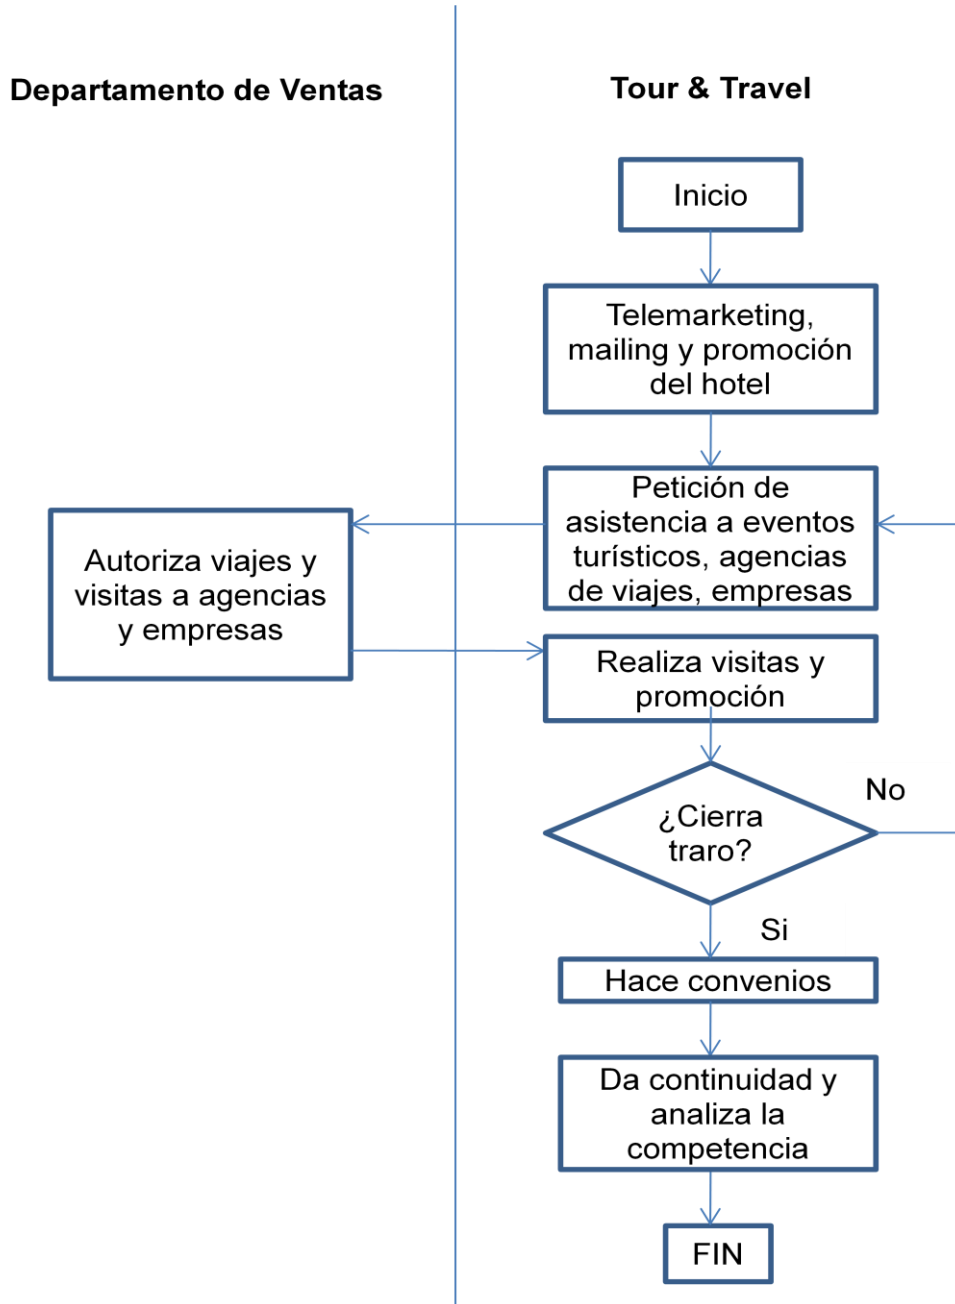 Departamento de Ventas
Tour & Travel
Inicio
Telemarketing,
mailing y promoción
del hotel
Petición de
asistencia a eventos
turísticos, agencias
de viajes, empresas
Autoriza viajes y
visitas a agencias
y empresas
Realiza visitas y
promoción
¿Cierra
traro?
No
Si
Hace convenios
Da continuidad y
analiza la
competencia
FIN